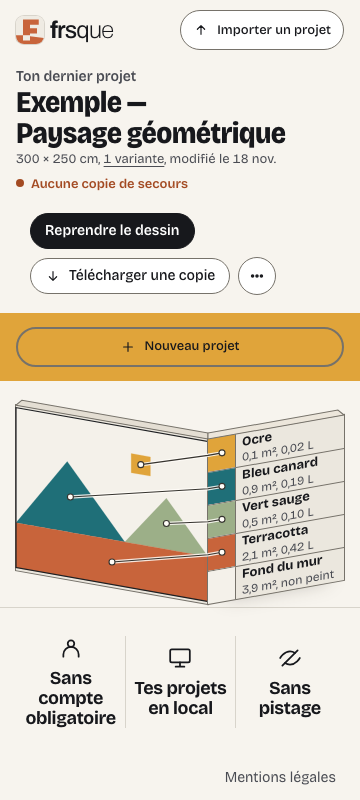 frsque
Importer un projet
Ton dernier projet
Exemple —
Paysage géométrique
300 × 250 cm, 1 variante, modifié le 18 nov.
Aucune copie de secours
Reprendre le dessin
Télécharger une copie
Nouveau projet
Ocre
0,1 m², 0,02 L
Bleu canard
0,9 m², 0,19 L
Vert sauge
0,5 m², 0,10 L
Terracotta
2,1 m², 0,42 L
Fond du mur
3,9 m², non peint
Sans
compte
obligatoire
Tes projets
en local
Sans
pistage
Mentions légales